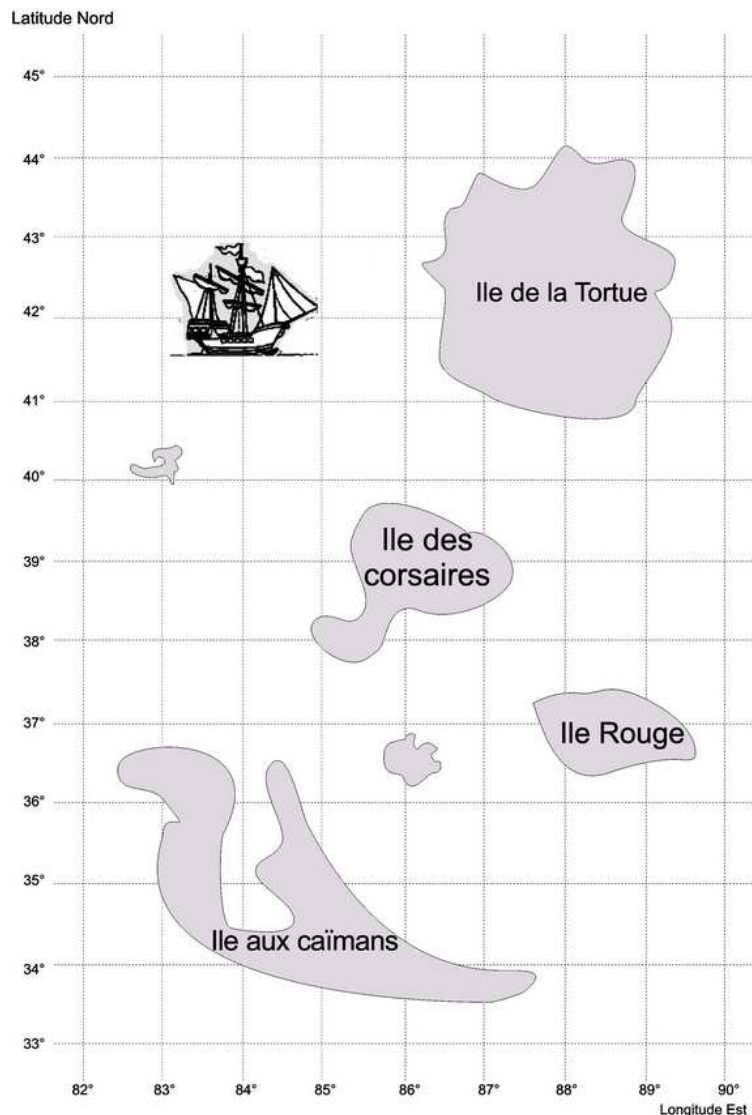 Latitude Nord
45°
44°
43°
42°
Ile de la Tortue
41°
40°
39°
Ile des
corsaires
38°
37°
Ile Rouge
36°
35°
Ile aux caïmans
34°
33°
82° 83° 84° 85° 86° 87° 88° 89° 90°
Longitude Est